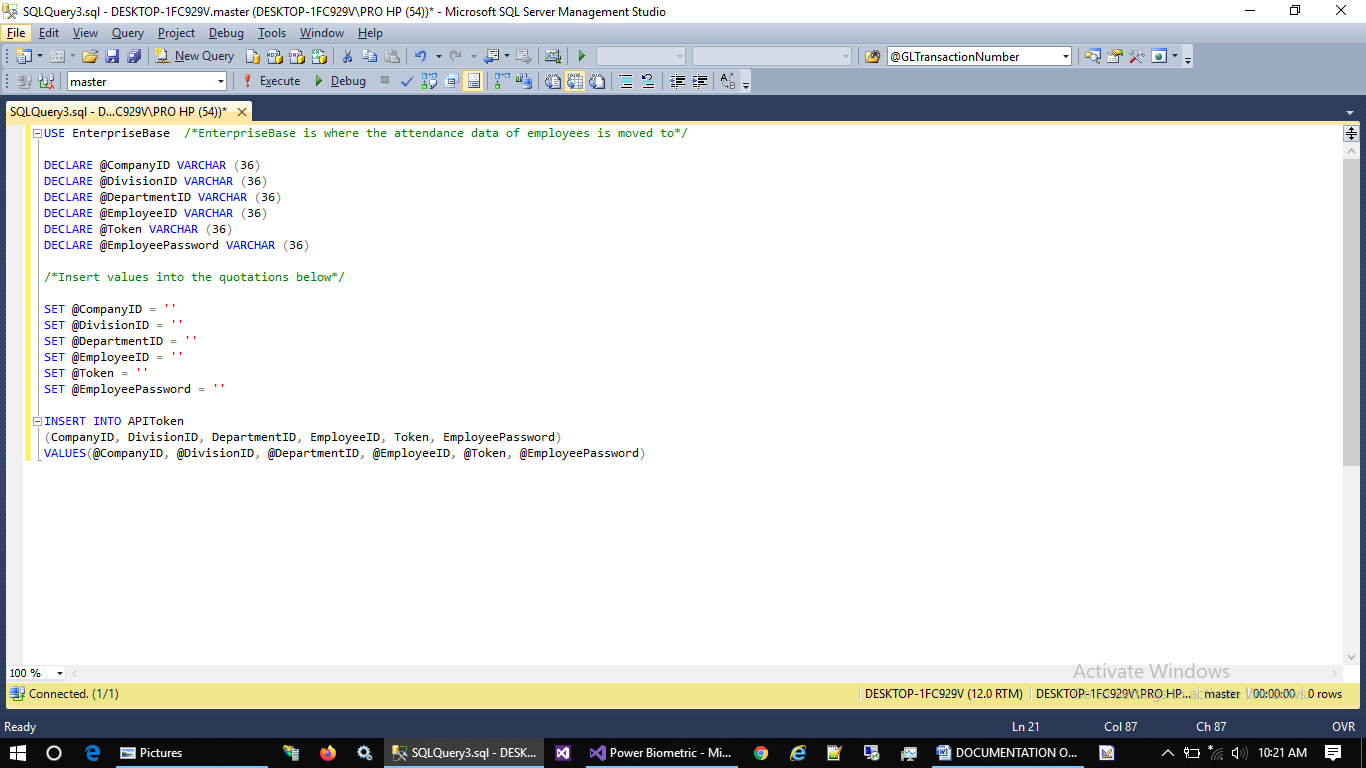 SQLQuery3.sql - DESKTOP-1FC929V.master (DESKTOP-1FC929V\PRO HP (54))* - Microsoft SQL Server Management Studio
File Edit View Query Project Debug Tools Window Help
New Query @GLTransactionNumber
master Execute Debug
SQLQuery3.sql - D...C929V\PRO HP (54))*
USE EnterpriseBase /*EnterpriseBase is where the attendance data of employees is moved to*/
DECLARE @CompanyID VARCHAR (36)
DECLARE @DivisionID VARCHAR (36)
DECLARE @DepartmentID VARCHAR (36)
DECLARE @EmployeeID VARCHAR (36)
DECLARE @Token VARCHAR (36)
DECLARE @EmployeePassword VARCHAR (36)
/*Insert values into the quotations below*/
SET @CompanyID = ''
SET @DivisionID = ''
SET @DepartmentID = ''
SET @EmployeeID = ''
SET @Token = ''
SET @EmployeePassword = ''
INSERT INTO APIToken
(CompanyID, DivisionID, DepartmentID, EmployeeID, Token, EmployeePassword)
VALUES(@CompanyID, @DivisionID, @DepartmentID, @EmployeeID, @Token, @EmployeePassword)
Activate Windows
100 %
Connected. (1/1) DESKTOP-1FC929V (12.0 RTM) DESKTOP-1FC929V\PRO HP... master 00:00:00 0 rows
Ready Ln 21 Col 87 Ch 87 OVR
Pictures SQLQuery3.sql - DESK... Power Biometric - Mi... DOCUMENTATION O... 10:21 AM